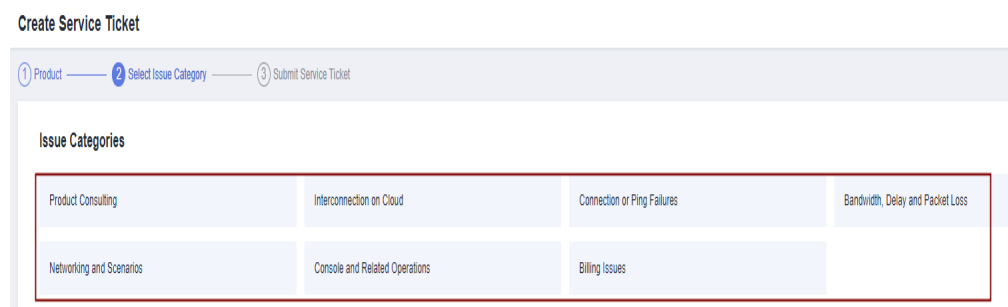 Create Service Ticket
1 Product 2 Select Issue Category 3 Submit Service Ticket
Issue Categories
Product Consulting Interconnection on Cloud Connection or Ping Failures Bandwidth, Delay and Packet Loss
Networking and Scenarios Console and Related Operations Billing Issues